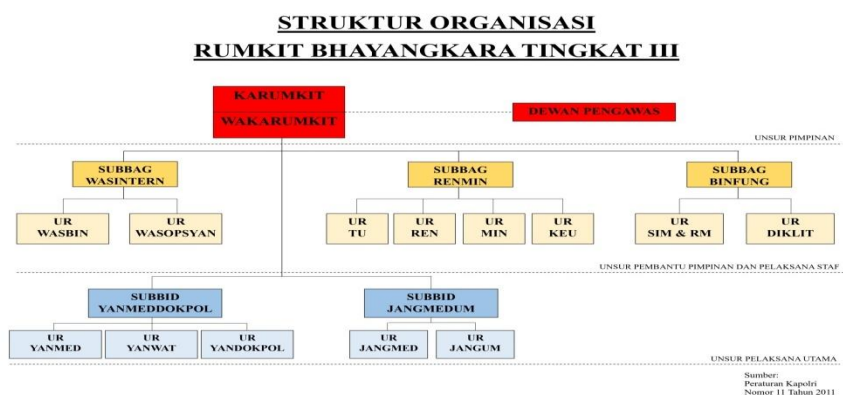 STRUKTUR ORGANISASI
RUMKIT BHAYANGKARA TINGKAT III
KARUMKIT
WAKARUMKIT
DEWAN PENGAWAS
UNSUR PIMPINAN
SUBBAG
WASINTERN
SUBBAG
RENMIN
SUBBAG
BINFUNG
UR
WASBIN
UR
WASOPSYAN
UR
TU
UR
REN
UR
MIN
UR
KEU
UR
SIM & RM
UR
DIKLIT
UNSUR PEMBANTU PIMPINAN DAN PELAKSANA STAF
SUBBID
YANMEDDOKPOL
SUBBID
JANGMEDUM
UR
YANMED
UR
YANWAT
UR
YANDOKPOL
UR
JANGMED
UR
JANGUM
UNSUR PELAKSANA UTAMA
Sumber:
Peraturan Kapolri
Nomor 11 Tahun 2011